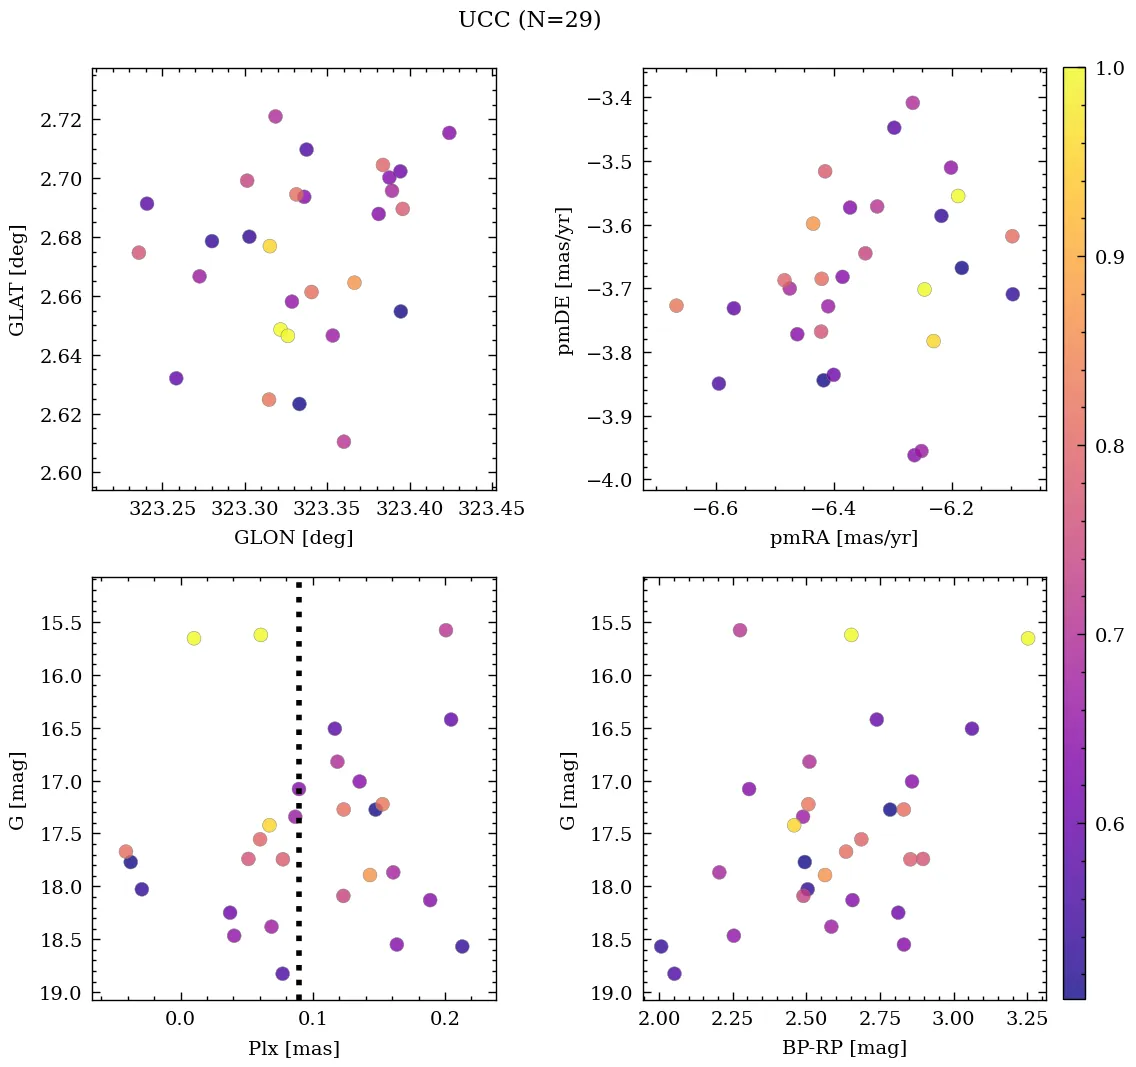 UCC (N=29)
2.72
2.70
2.68
2.66
2.64
2.62
2.60
GLAT [deg]
323.25 323.30 323.35 323.40 323.45
GLON [deg]
−3.4
−3.5
−3.6
−3.7
−3.8
−3.9
−4.0
pmDE [mas/yr]
−6.6 −6.4 −6.2
pmRA [mas/yr]
1.0
0.9
0.8
0.7
0.6
15.5
16.0
16.5
17.0
17.5
18.0
18.5
19.0
G [mag]
0.0 0.1 0.2
Plx [mas]
15.5
16.0
16.5
17.0
17.5
18.0
18.5
19.0
G [mag]
2.00 2.25 2.50 2.75 3.00 3.25
BP-RP [mag]